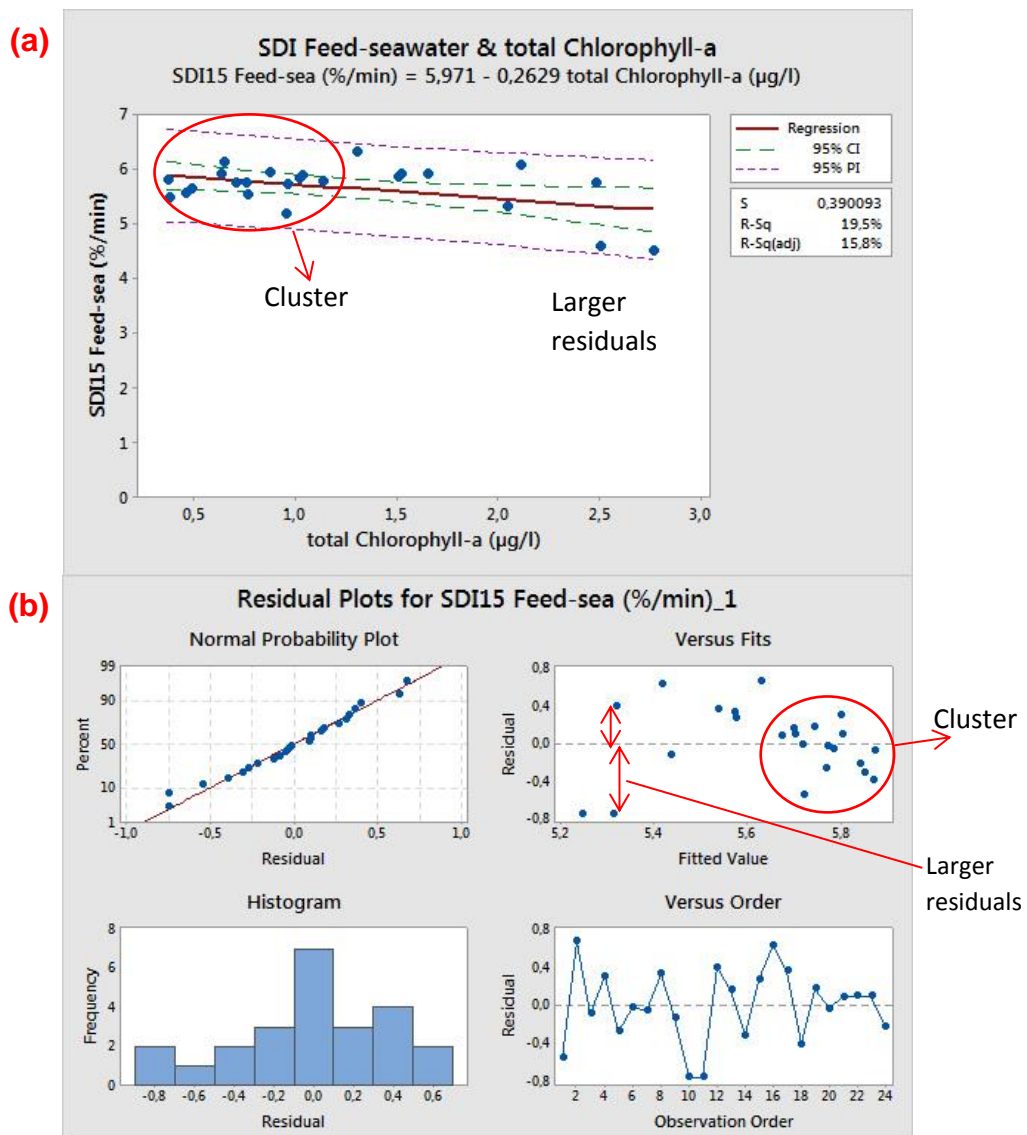 (a)
SDI Feed-seawater & total Chlorophyll-a
SDI15 Feed-sea (%/min) = 5,971 - 0,2629 total Chlorophyll-a (µg/l)
7
6
5
4
3
2
1
0
SDI15 Feed-sea (%/min)
0,5
1,0
1,5
2,0
2,5
3,0
total Chlorophyll-a (µg/l)
Cluster
Larger
residuals
Regression
95% CI
95% PI
S 0,390093
R-Sq 19,5%
R-Sq(adj) 15,8%
(b)
Residual Plots for SDI15 Feed-sea (%/min)_1
Normal Probability Plot
99
90
50
10
1
Percent
-1,0 -0,5 0,0 0,5 1,0
Residual
Versus Fits
0,8
0,4
0,0
-0,4
-0,8
Residual
5,2 5,4 5,6 5,8
Fitted Value
Cluster
Larger
residuals
Histogram
8
6
4
2
0
Frequency
-0,8 -0,6 -0,4 -0,2 0,0 0,2 0,4 0,6
Residual
Versus Order
0,8
0,4
0,0
-0,4
-0,8
Residual
2 4 6 8 10 12 14 16 18 20 22 24
Observation Order